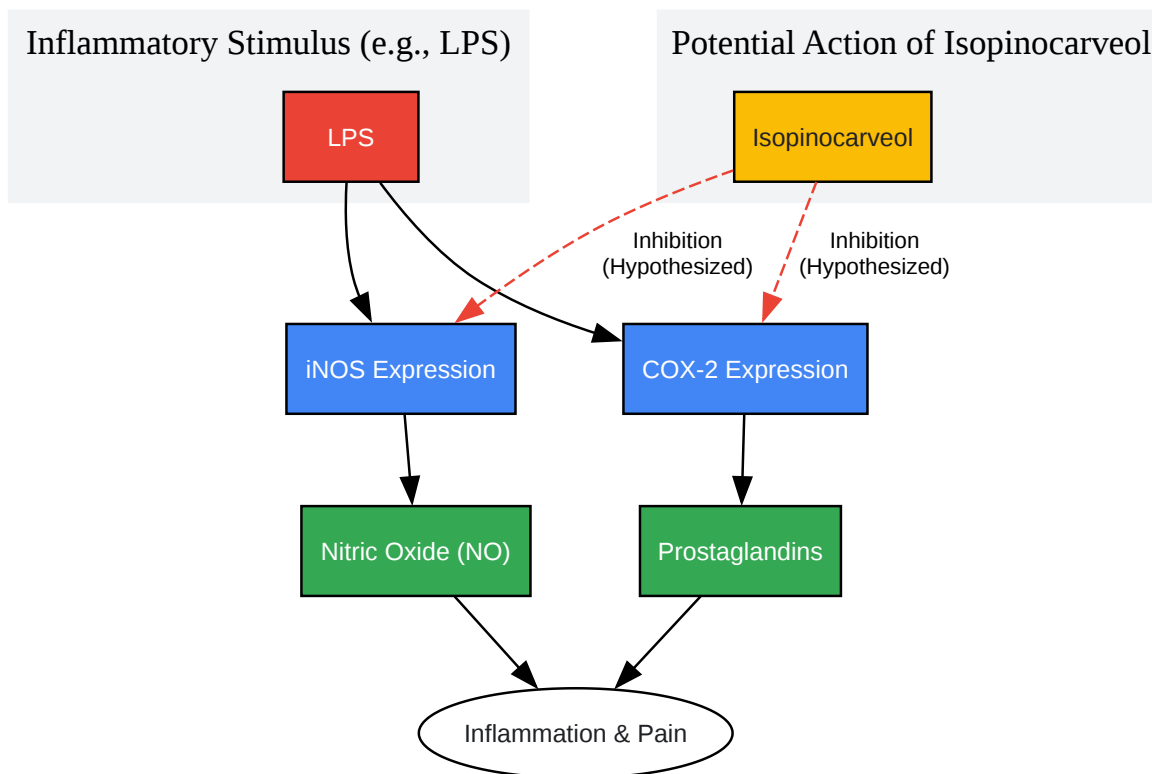 Inflammatory Stimulus (e.g., LPS)
Potential Action of Isopinocarveol
LPS
Isopinocarveol
Inhibition
(Hypothesized)
Inhibition
(Hypothesized)
iNOS Expression
COX-2 Expression
Nitric Oxide (NO)
Prostaglandins
Inflammation & Pain